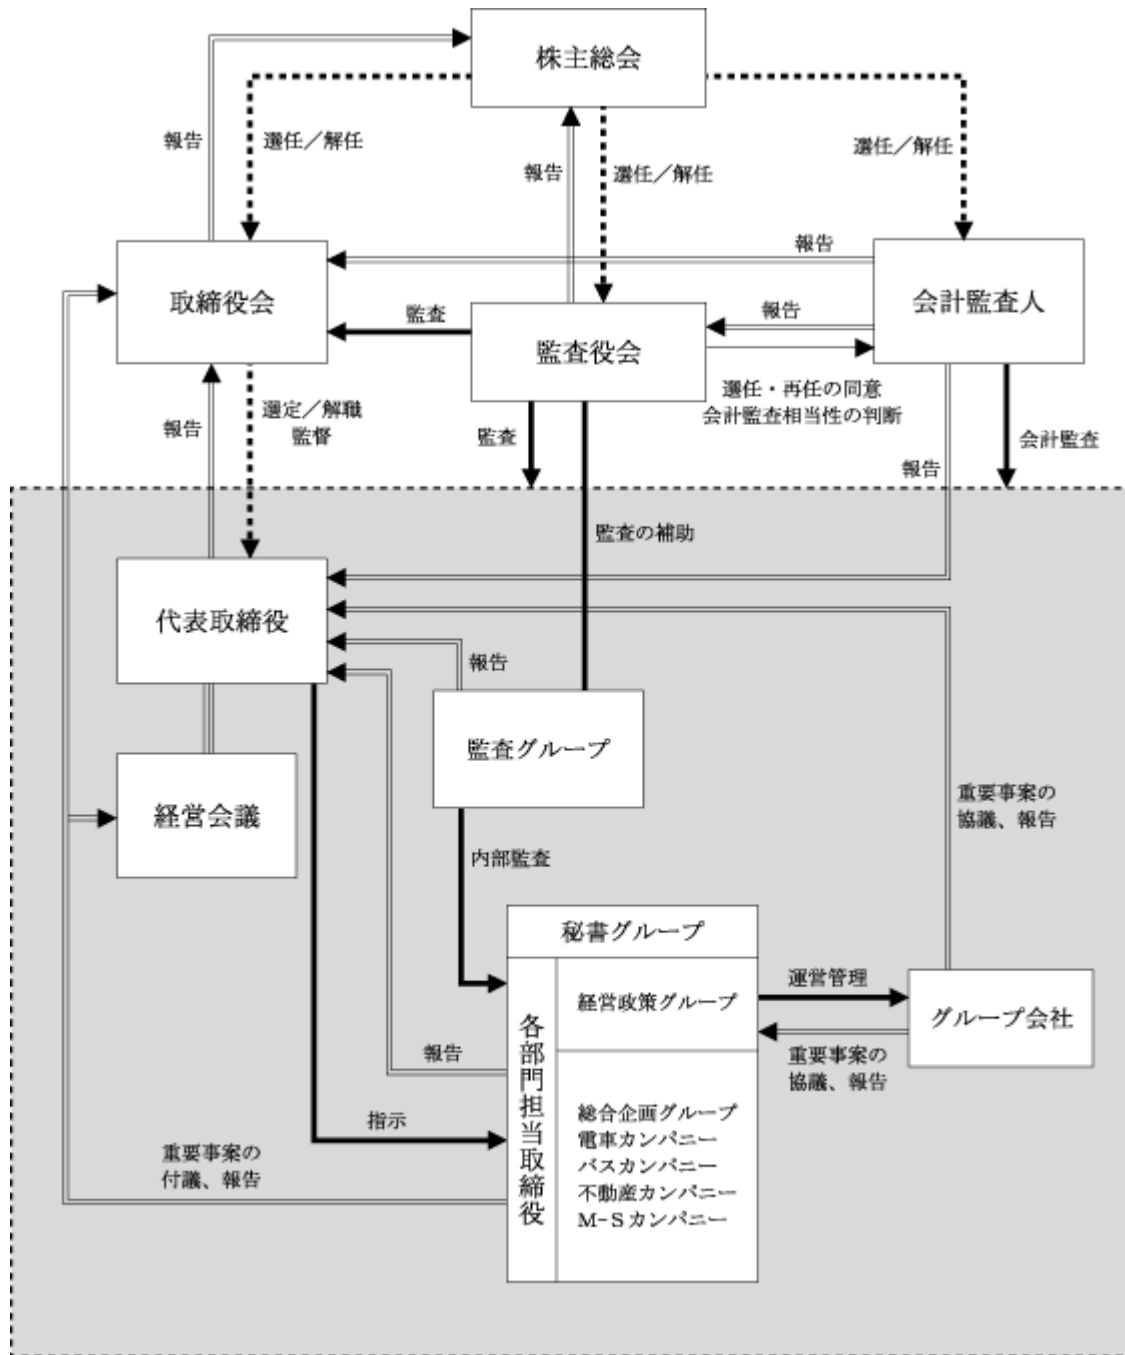 株主総会
報告
選任／解任
報告
選任／解任
選任／解任
取締役会
報告
会計監査人
監査
報告
監査役会
選任・再任の同意
会計監査相当性の判断
報告
選定／解職
監督
監査
会計監査
報告
監査の補助
代表取締役
報告
監査グループ
経営会議
重要事案の
協議、報告
内部監査
秘書グループ
各部門担当取締役
経営政策グループ
運営管理
グループ会社
報告
重要事案の
協議、報告
指示
総合企画グループ
電車カンパニー
バスカンパニー
不動産カンパニー
M-Sカンパニー
重要事案の
付議、報告